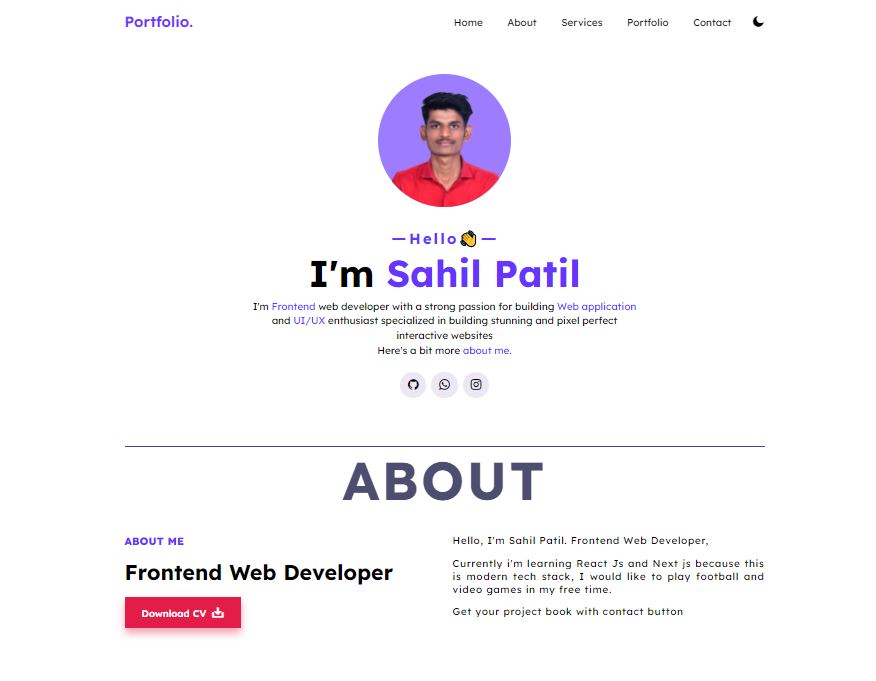 Portfolio.
Home About Services Portfolio Contact
Hello👏
I'm Sahil Patil
I'm Frontend web developer with a strong passion for building Web application
and UI/UX enthusiast specialized in building stunning and pixel perfect
interactive websites
Here's a bit more about me.
ABOUT
ABOUT ME
Frontend Web Developer
Download CV
Hello, I'm Sahil Patil. Frontend Web Developer,
Currently i'm learning React Js and Next js because this
is modern tech stack, I would like to play football and
video games in my free time.
Get your project book with contact button